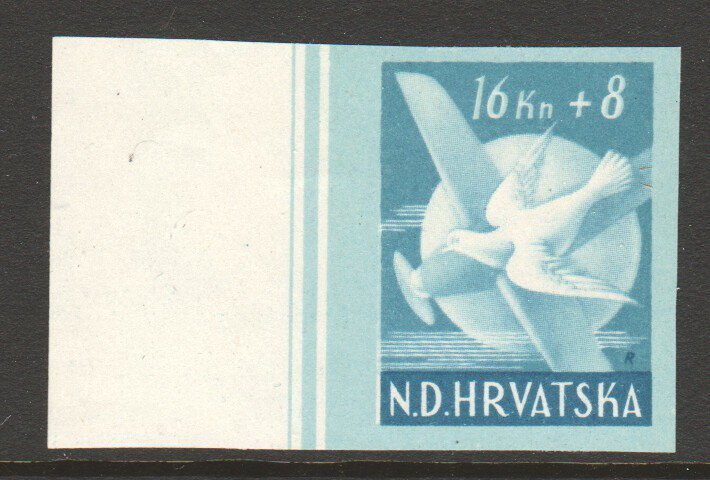 16 Kn + 8
R
N.D.HRVATSKA